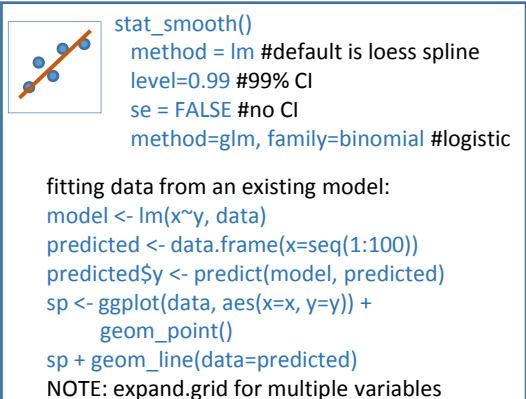 stat_smooth()
method = lm #default is loess spline
level=0.99 #99% CI
se = FALSE #no CI
method=glm, family=binomial #logistic
fitting data from an existing model:
model <- lm(x~y, data)
predicted <- data.frame(x=seq(1:100))
predicted$y <- predict(model, predicted)
sp <- ggplot(data, aes(x=x, y=y)) +
geom_point()
sp + geom_line(data=predicted)
NOTE: expand.grid for multiple variables